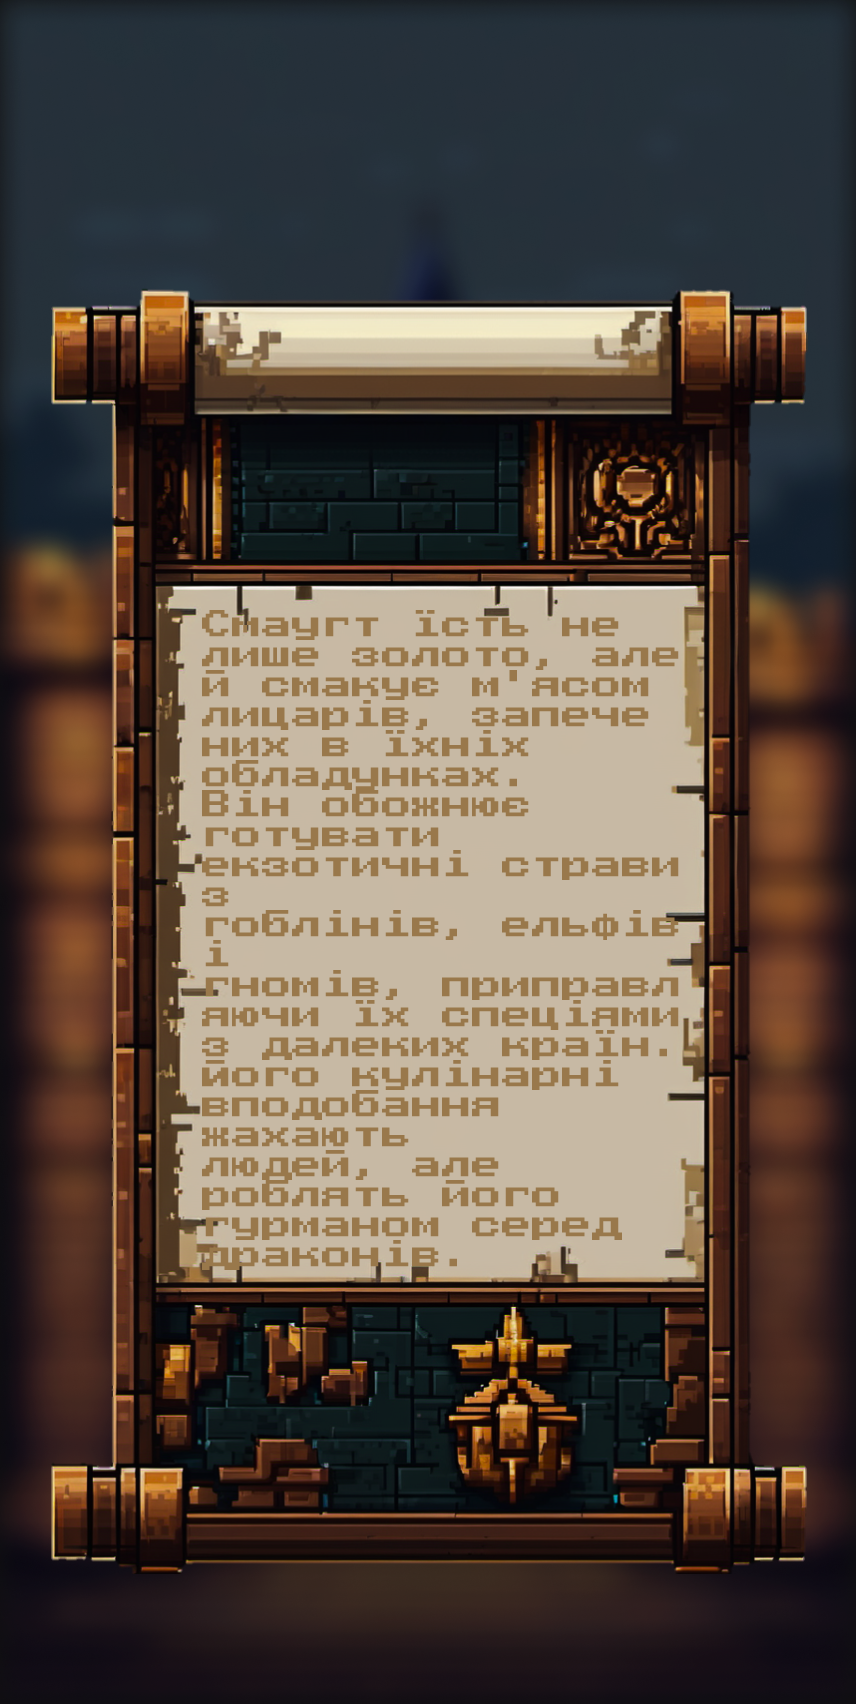 Смаугт їсть не
лише золото, але
й смакує м'ясом
лицарів, запече
них в їхніх
обладунках.
Він обожнює
готувати
екзотичні страви
з
гоблінів, ельфів
і
гномів, приправл
яючи їх спеціями
з далеких країн.
його кулінарні
вподобання
жахають
людей, але
роблять його
гурманом серед
драконів.